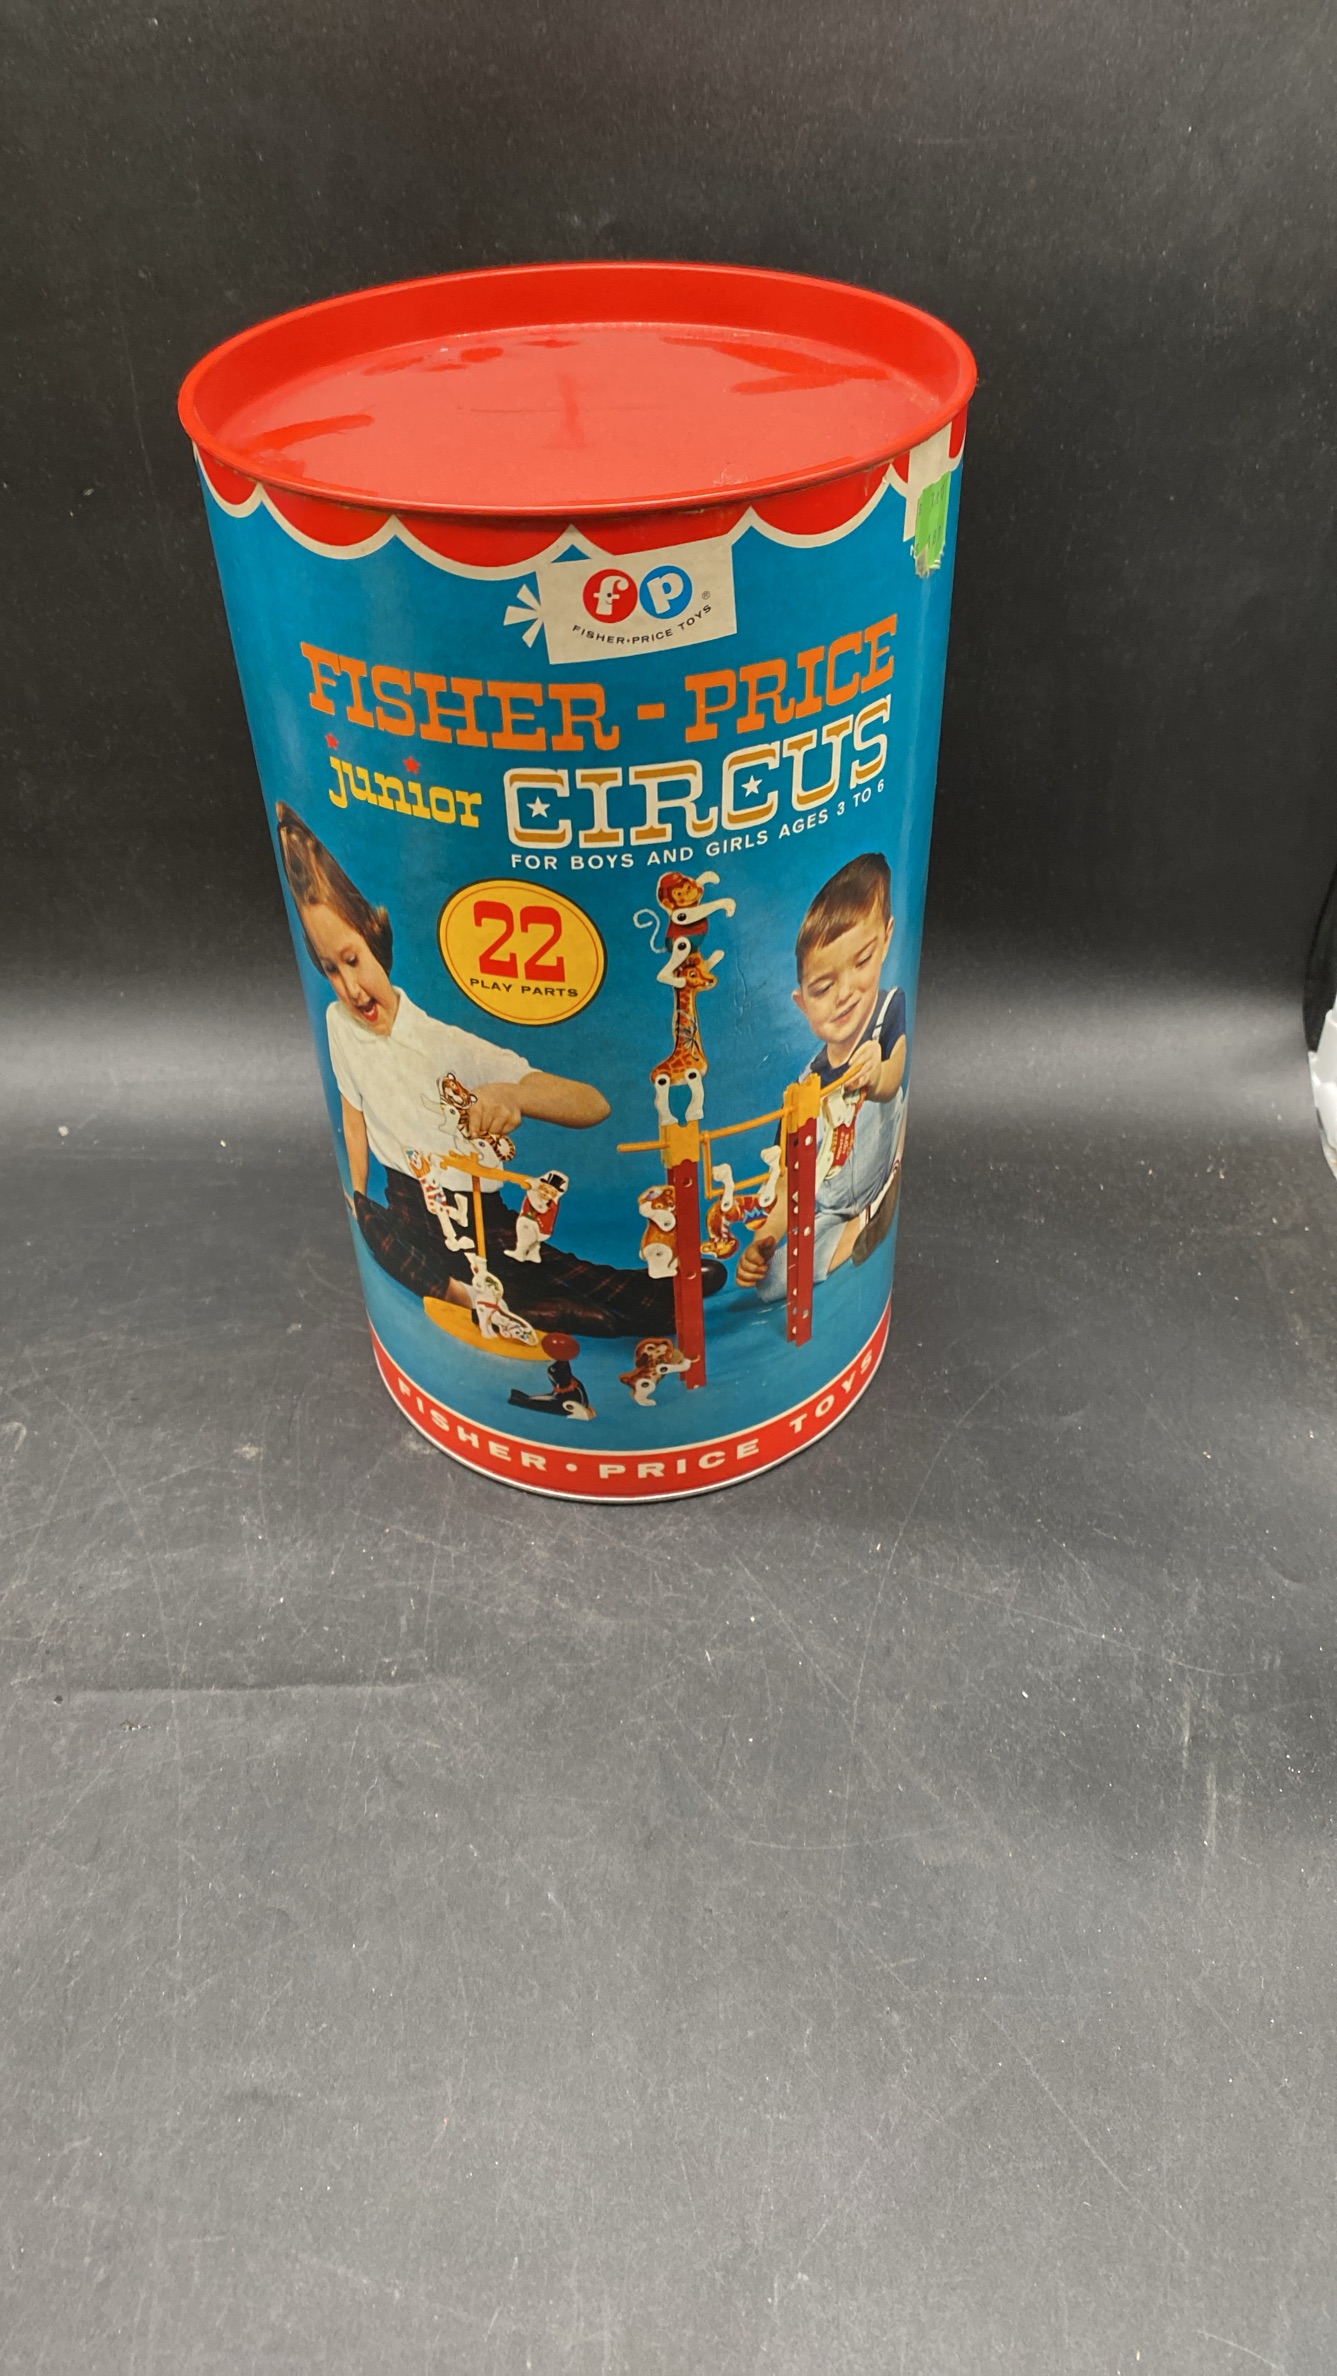 fp
FISHER•PRICE TOYS®
FISHER-PRICE
junior CIRCUS
FOR BOYS AND GIRLS AGES 3 TO 6
22
PLAY PARTS
FISHER•PRICE TOYS